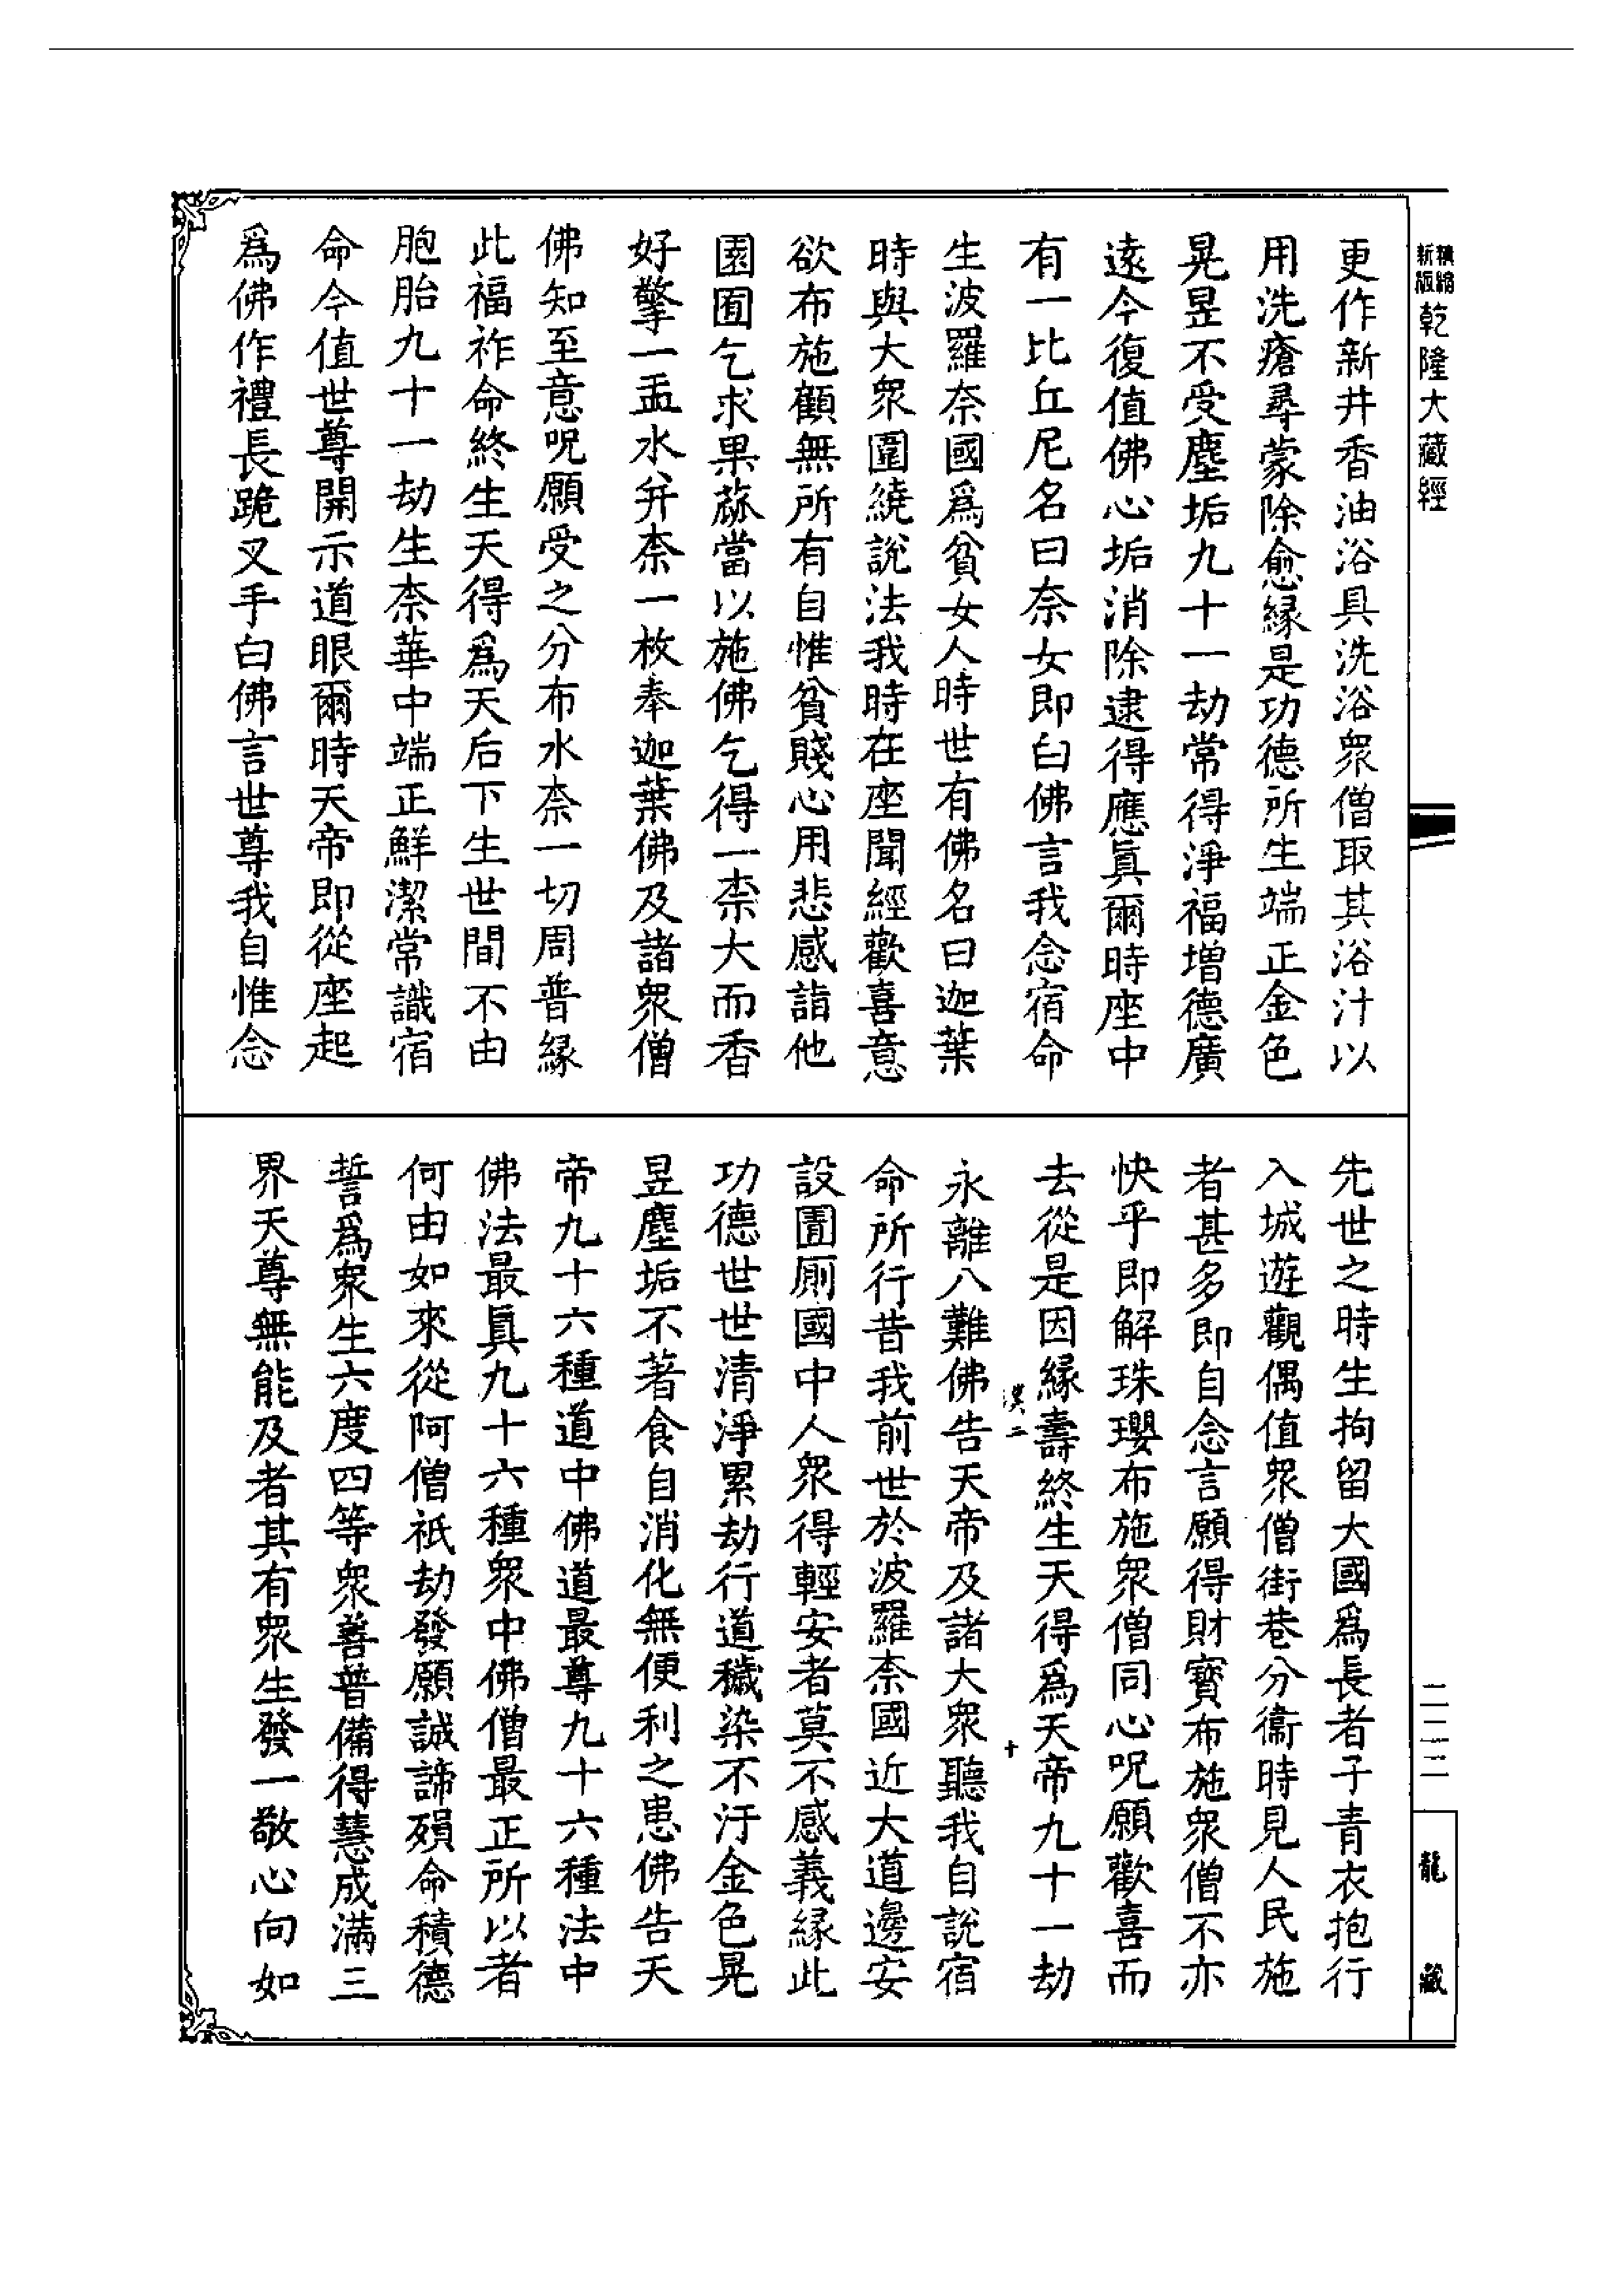 精縮
新版
乾隆大藏經
更作新井香油浴具洗浴衆僧取其浴汁以
用洗瘡尋蒙除愈緣是功德所生端正金色
晃昱不受塵垢九十一劫常得淨福增德廣
遠今復值佛心垢消除逮得應眞爾時座中
有一比丘尼名曰奈女即白佛言我念宿命
生波羅奈國爲貧女人時世有佛名曰迦葉
時與大衆圍繞說法我時在座聞經歡喜意
欲布施顧無所有自惟貧賤心用悲感詣他
園圃乞求果蓏當以施佛乞得一柰大而香
好擎一盂水并柰一枚奉迦葉佛及諸衆僧
佛知至意呪願受之分布水柰一切周普緣
此福祚命終生天得爲天后下生世間不由
胞胎九十一劫生柰華中端正鮮潔常識宿
命今值世尊開示道眼爾時天帝即從座起
爲佛作禮長跪叉手白佛言世尊我自惟念
先世之時生拘留大國爲長者子青衣抱行
入城遊觀偶值衆僧街巷分衞時見人民施
者甚多即自念言願得財寳布施衆僧不亦
快乎即解珠瓔布施衆僧同心呪願歡喜而
去從是因緣壽終生天得爲天帝九十一劫
漢二
十
永離八難佛告天帝及諸大衆聽我自說宿
命所行昔我前世於波羅柰國近大道邊安
設圊厠國中人衆得輕安者莫不感義緣此
功德世世清淨累劫行道穢染不汙金色晃
昱塵垢不著食自消化無便利之患佛告天
帝九十六種道中佛道最尊九十六種法中
佛法最眞九十六種衆中佛僧最正所以者
何由如來從阿僧祇劫發願誠諦殞命積德
誓爲衆生六度四等衆善普備得慧成滿三
界天尊無能及者其有衆生發一敬心向如
二二二
龍藏